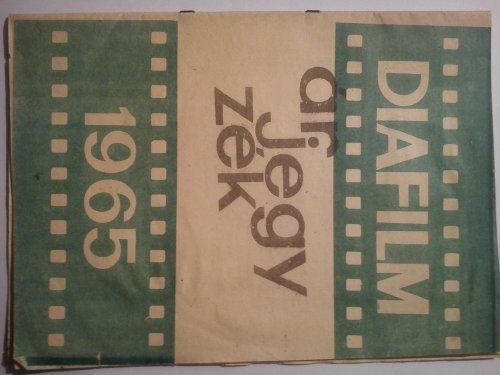 DIAFILM
ár
jegy
zék
1965